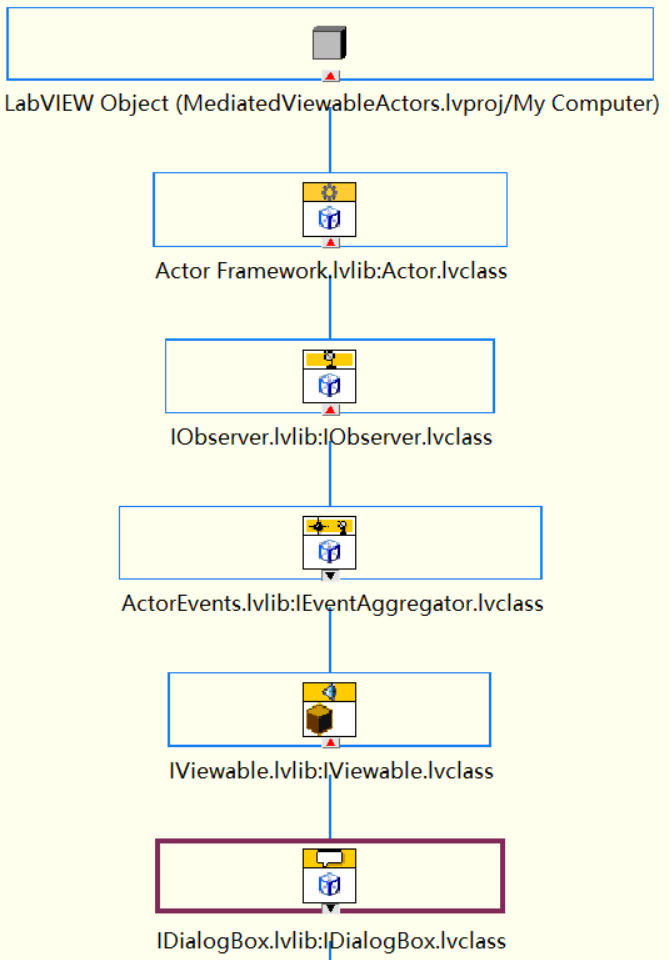 LabVIEW Object (MediatedViewableActors.lvproj/My Computer)
Actor Framework.lvlib:Actor.lvclass
IObserver.lvlib:IObserver.lvclass
ActorEvents.lvlib:IEventAggregator.lvclass
IViewable.lvlib:IViewable.lvclass
IDialogBox.lvlib:IDialogBox.lvclass